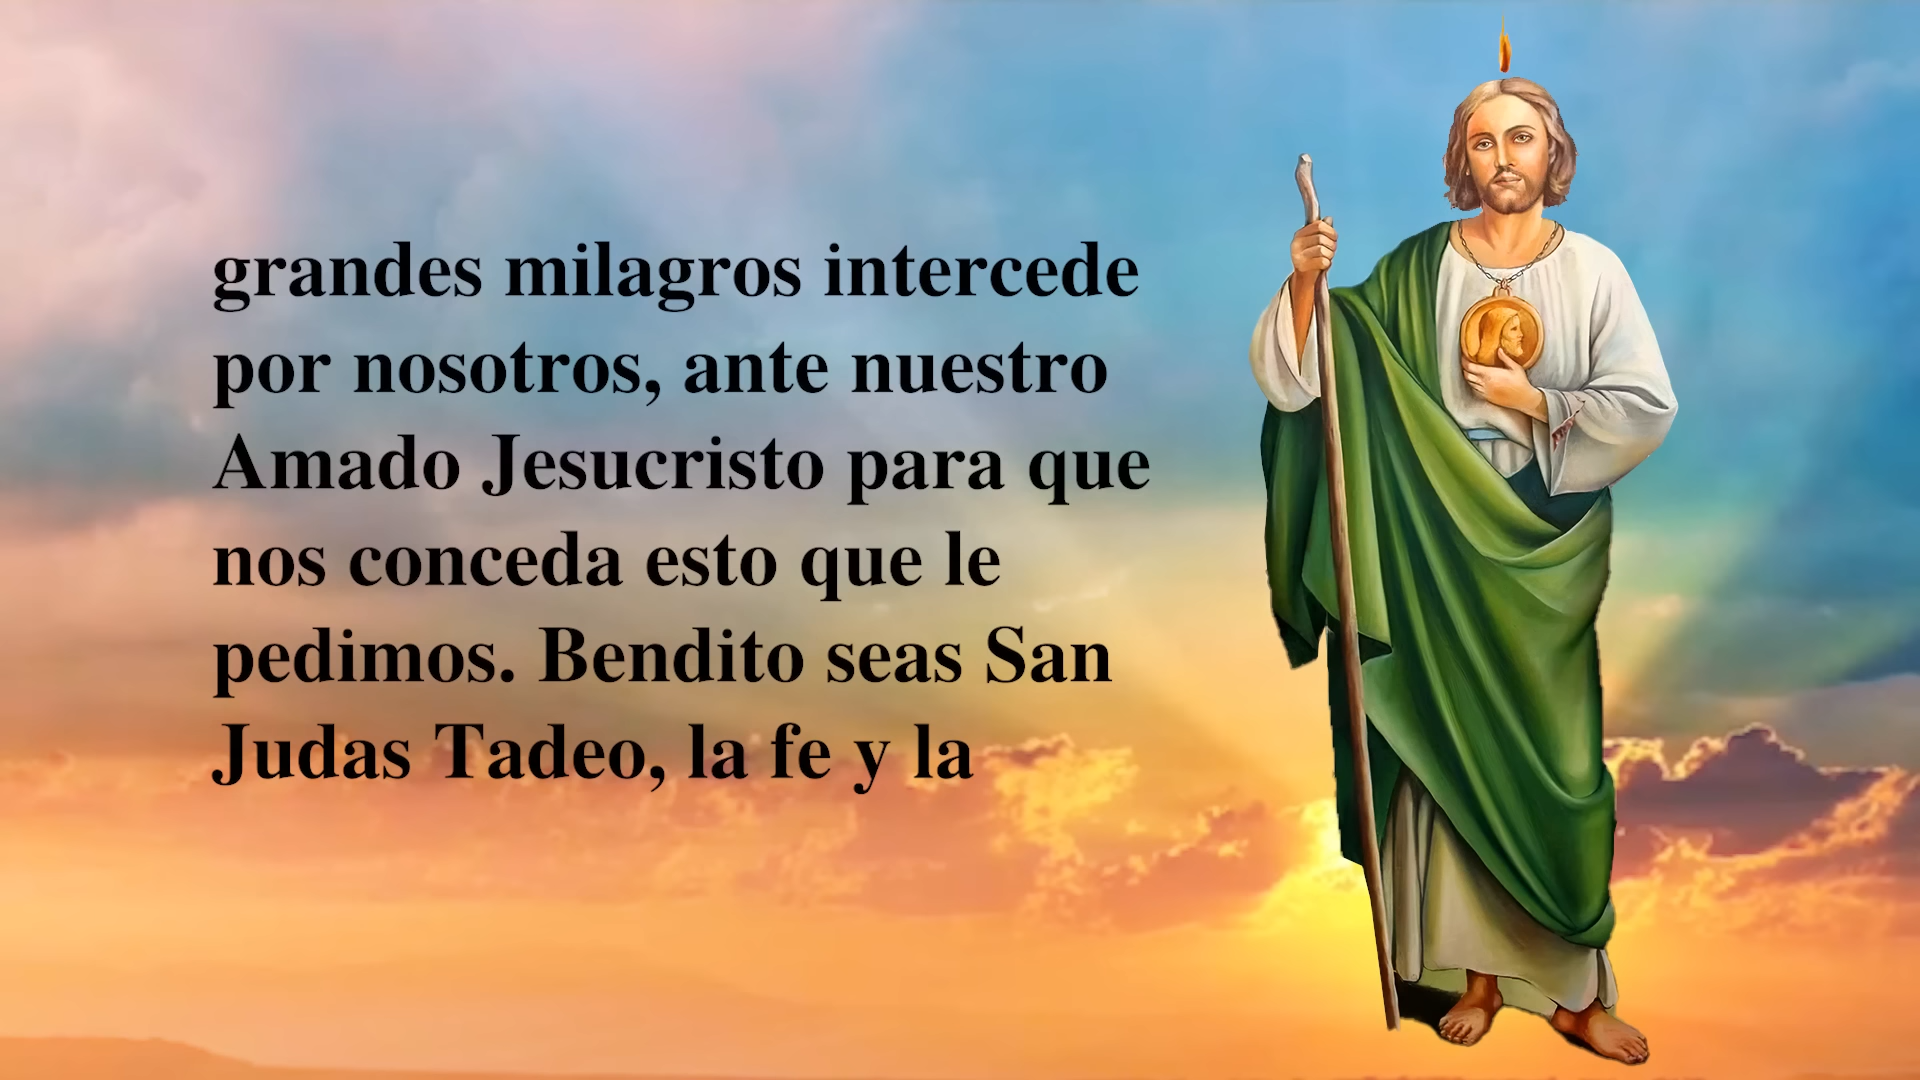 grandes milagros intercede
por nosotros, ante nuestro
Amado Jesucristo para que
nos conceda esto que le
pedimos. Bendito seas San
Judas Tadeo, la fe y la